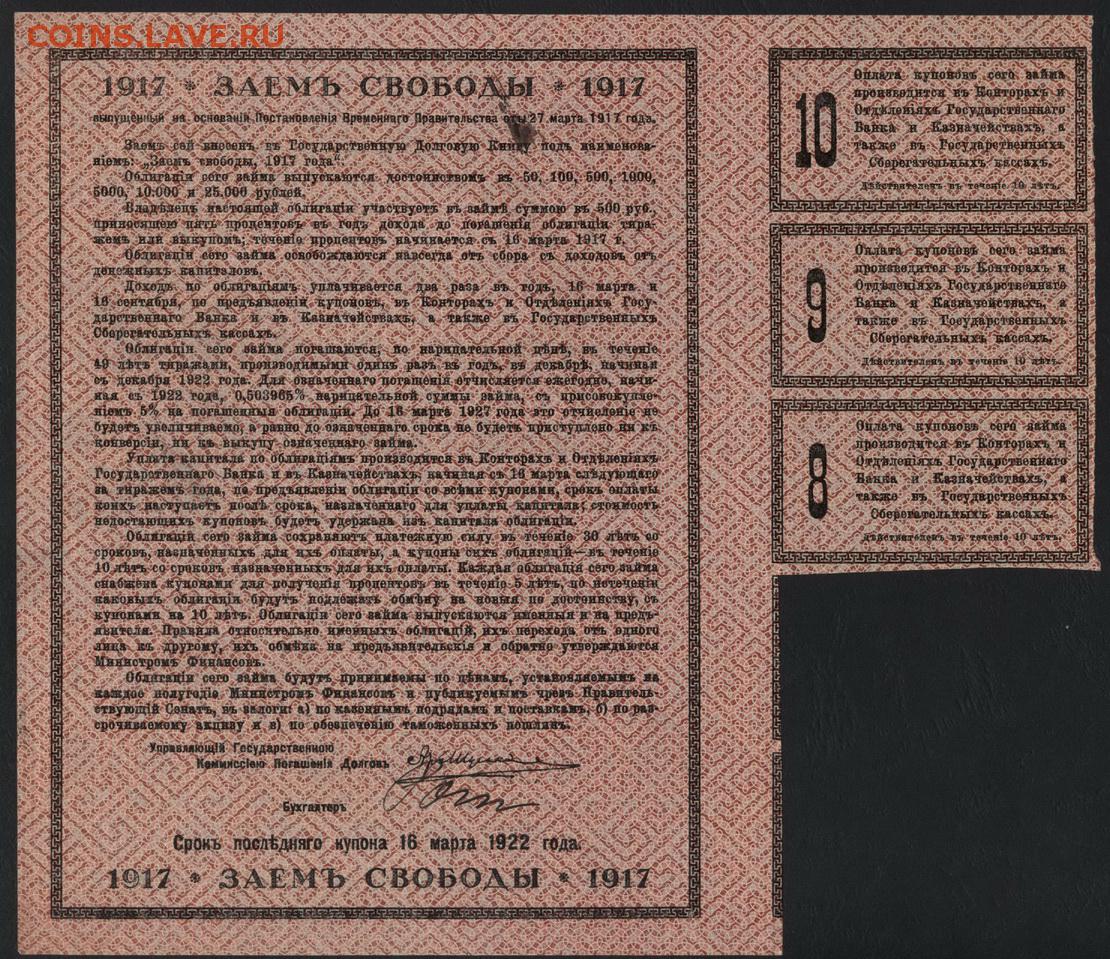 COINS.LAVE.RU
1917 * ЗАЕМЪ СВОБОДЫ * 1917
выпущенный на основаніи Постановленія Временнаго Правительства отъ 27 марта 1917 года.
Заемъ сей внесенъ въ Государственную Долговую Книгу подъ наименова-
ніемъ: „Заемъ свободы, 1917 года“.
Облигаціи сего займа выпускаются достоинствомъ въ 50, 100, 500, 1000,
5000, 10.000 и 25.000 рублей.
Владѣлецъ настоящей облигаціи участвуетъ въ займѣ суммою въ 500 руб.,
приносящею пять процентовъ въ годъ дохода до погашенія облигаціи тира-
жемъ или выкупомъ; теченіе процентовъ начинается съ 16 марта 1917 г.
Облигаціи сего займа освобождаются навсегда отъ сбора съ доходовъ отъ
денежныхъ капиталовъ.
Доходъ по облигаціямъ уплачивается два раза въ годъ, 16 марта и
16 сентября, по предъявленіи купоновъ, въ Конторахъ и Отдѣленіяхъ Госу-
дарственнаго Банка и въ Казначействахъ, а также въ Государственныхъ
Сберегательныхъ кассахъ.
Облигаціи сего займа погашаются, по нарицательной цѣнѣ, въ теченіе
49 лѣтъ тиражами, производимыми одинъ разъ въ годъ, въ декабрѣ, начиная
съ декабря 1922 года. Для означеннаго погашенія отчисляется ежегодно, начи-
ная съ 1922 года, 0,503965% нарицательной суммы займа, съ присовокупле-
ніемъ 5% на погашенныя облигаціи. До 16 марта 1927 года это отчисленіе не
будетъ увеличиваемо, а равно до означеннаго срока не будетъ приступлено ни къ
конверсіи, ни къ выкупу означеннаго займа.
Уплата капитала по облигаціямъ производится въ Конторахъ и Отдѣленіяхъ
Государственнаго Банка и въ Казначействахъ, начиная съ 16 марта слѣдующаго
за тиражемъ года, по предъявленіи облигаціи со всѣми купонами, срокъ оплаты
коихъ наступаетъ послѣ срока, назначеннаго для уплаты капитала; стоимость
недостающихъ купоновъ будетъ удержана изъ капитала облигаціи.
Облигаціи сего займа сохраняютъ платежную силу въ теченіе 30 лѣтъ со
сроковъ, назначенныхъ для ихъ оплаты, а купоны сихъ облигацій—въ теченіе
10 лѣтъ со сроковъ назначенныхъ для ихъ оплаты. Каждая облигація сего займа
снабжена купонами для полученія процентовъ въ теченіе 5 лѣтъ, по истеченіи
каковыхъ облигаціи будутъ подлежать обмѣну на новыя по достоинству, съ
купонами на 10 лѣтъ. Облигаціи сего займа выпускаются именныя и на предъ-
явителя. Правила относительно именныхъ облигацій, ихъ перехода отъ одного
лица къ другому, ихъ обмѣна на предъявительскія и обратно утверждаются
Министромъ Финансовъ.
Облигаціи сего займа будутъ принимаемы по цѣнамъ, установляемымъ на
каждое полугодіе Министромъ Финансовъ и публикуемымъ чрезъ Правитель-
ствующій Сенатъ, въ залоги: а) по казеннымъ подрядамъ и поставкамъ, б) по раз-
срочиваемому акцизу и в) по обезпеченію таможенныхъ пошлинъ.
Управляющій Государственною
Коммиссіею Погашенія Долговъ
Бухгалтеръ
Срокъ послѣдняго купона 16 марта 1922 года.
1917 * ЗАЕМЪ СВОБОДЫ * 1917
10
Оплата купоновъ сего займа
производится въ Конторахъ и
Отдѣленіяхъ Государственнаго
Банка и Казначействахъ, а
также въ Государственныхъ
Сберегательныхъ кассахъ.
Дѣйствителенъ въ теченіе 10 лѣтъ.
9
Оплата купоновъ сего займа
производится въ Конторахъ и
Отдѣленіяхъ Государственнаго
Банка и Казначействахъ, а
также въ Государственныхъ
Сберегательныхъ кассахъ.
Дѣйствителенъ въ теченіе 10 лѣтъ.
8
Оплата купоновъ сего займа
производится въ Конторахъ и
Отдѣленіяхъ Государственнаго
Банка и Казначействахъ, а
также въ Государственныхъ
Сберегательныхъ кассахъ.
Дѣйствителенъ въ теченіе 10 лѣтъ.